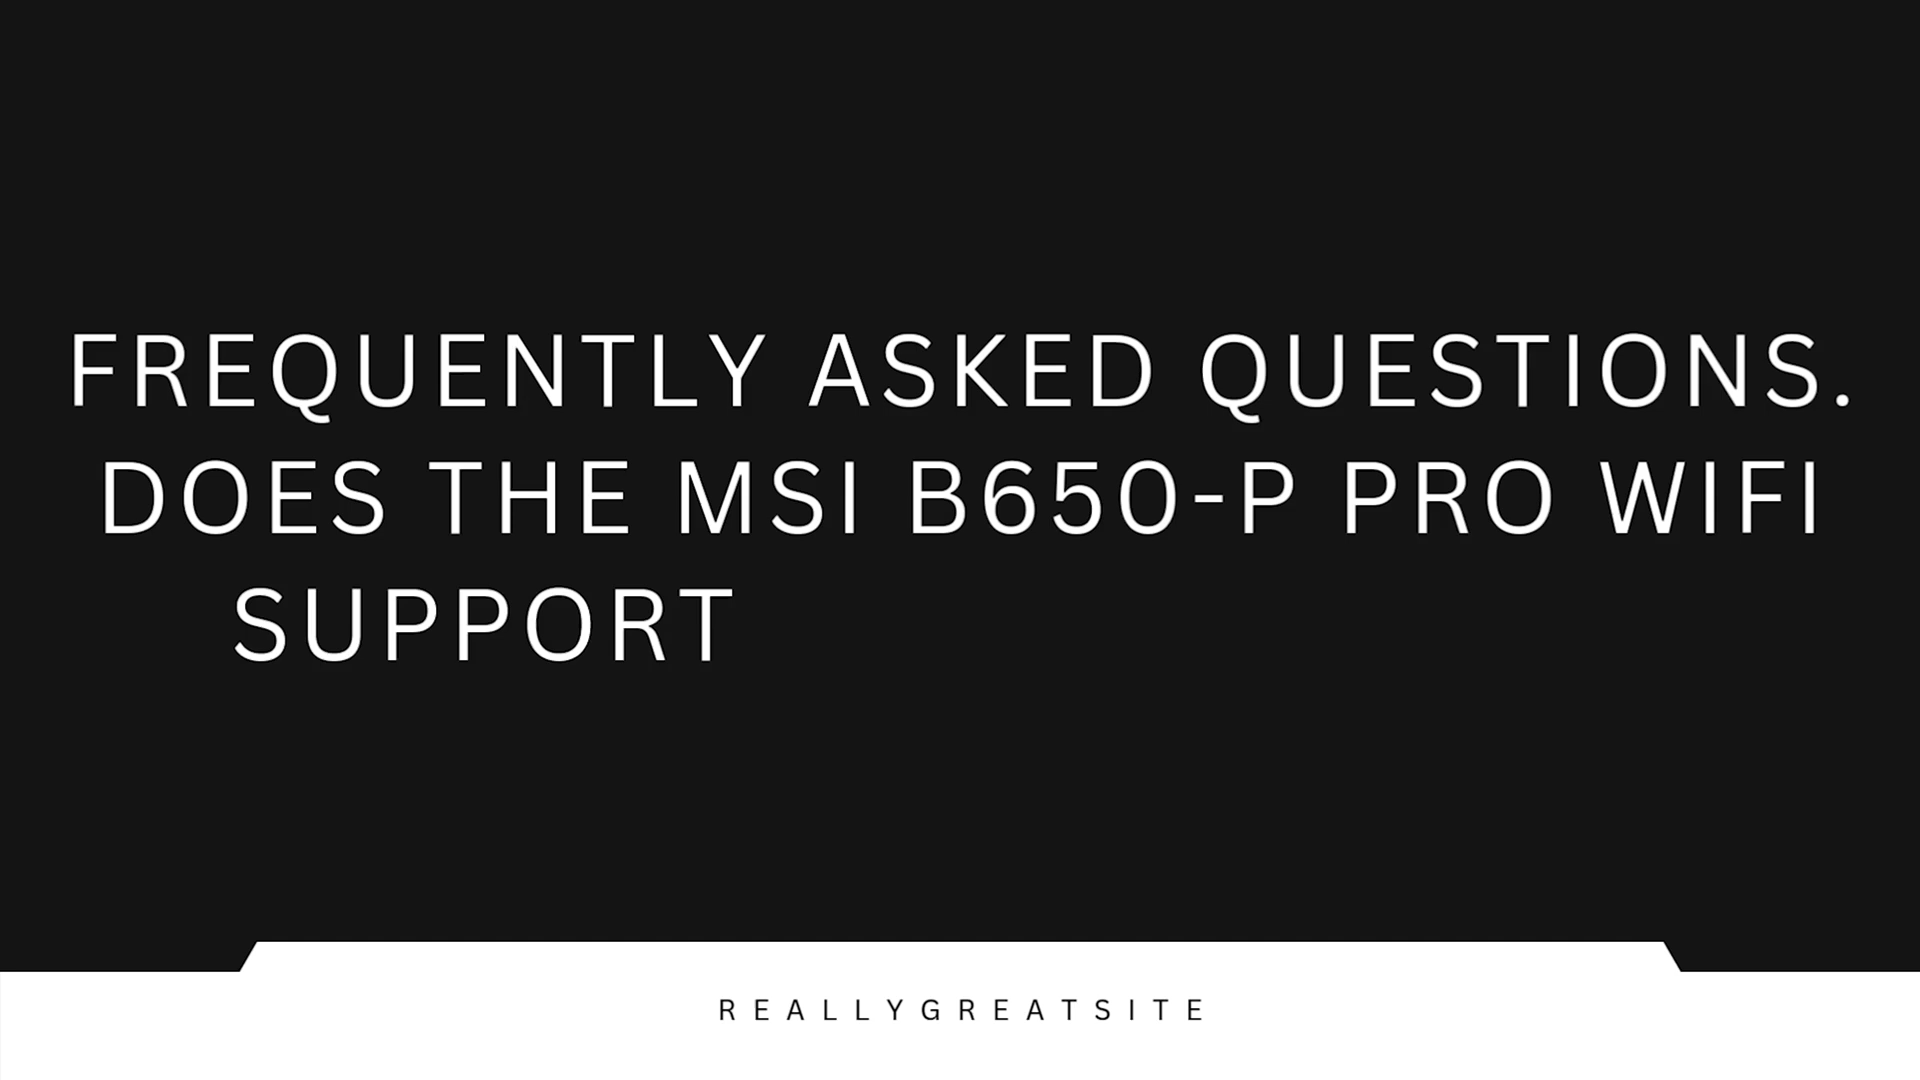 FREQUENTLY ASKED QUESTIONS.
DOES THE MSI B650-P PRO WIFI
SUPPORT
REALLYGREATSITE